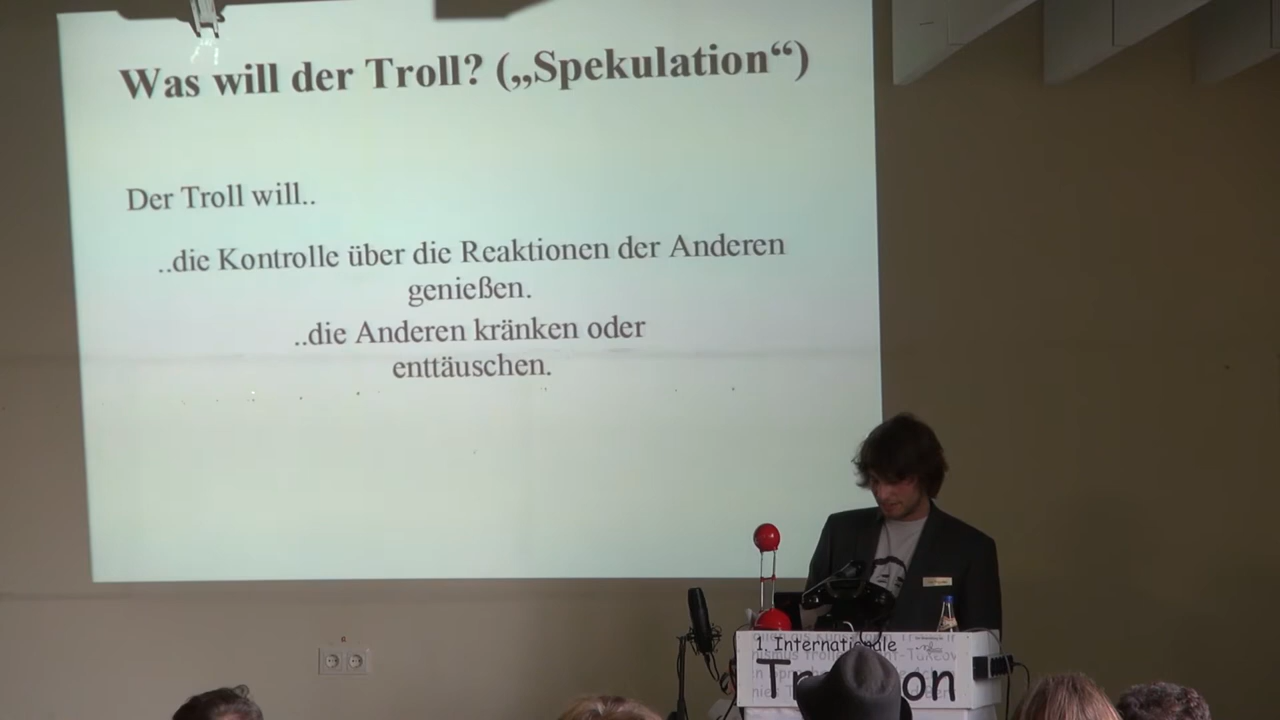 Was will der Troll? („Spekulation“)
Der Troll will..
..die Kontrolle über die Reaktionen der Anderen
genießen.
..die Anderen kränken oder
enttäuschen.
1. Internationale
Tr on